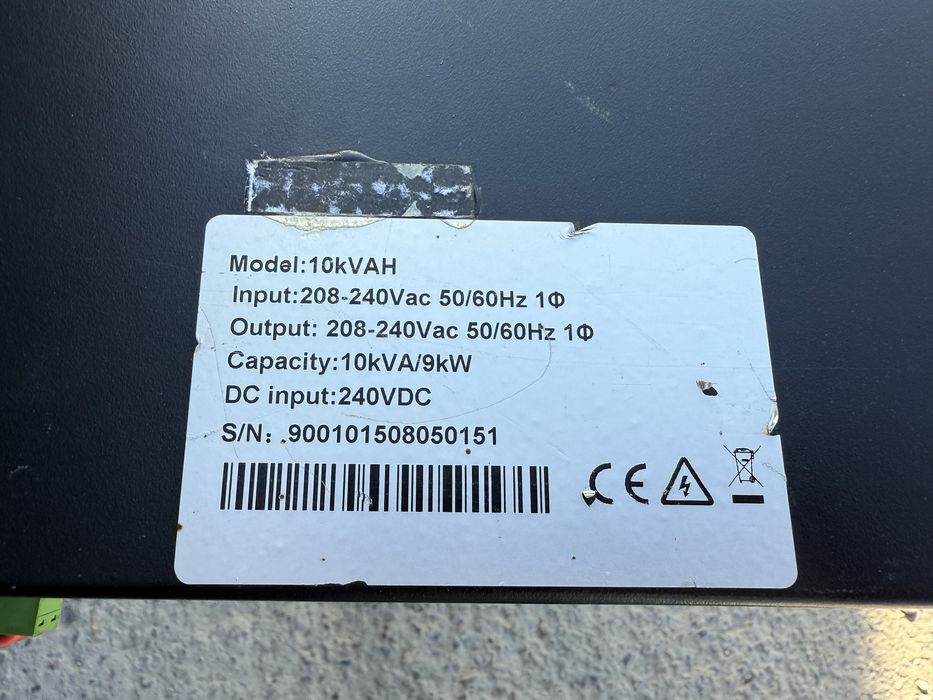 Model:10kVAH
Input:208-240Vac 50/60Hz 1Φ
Output: 208-240Vac 50/60Hz 1Φ
Capacity:10kVA/9kW
DC input:240VDC
S/N: 900101508050151
CE